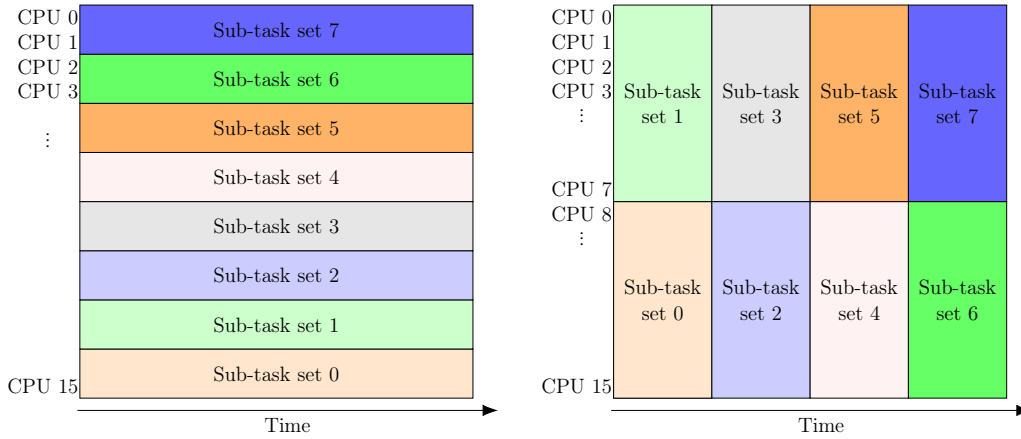 CPU 0
CPU 1
CPU 2
CPU 3
⋮
CPU 15
Sub-task set 7
Sub-task set 6
Sub-task set 5
Sub-task set 4
Sub-task set 3
Sub-task set 2
Sub-task set 1
Sub-task set 0
Time
CPU 0
CPU 1
CPU 2
CPU 3
⋮
CPU 7
CPU 8
⋮
CPU 15
Sub-task
set 1
Sub-task
set 3
Sub-task
set 5
Sub-task
set 7
Sub-task
set 0
Sub-task
set 2
Sub-task
set 4
Sub-task
set 6
Time